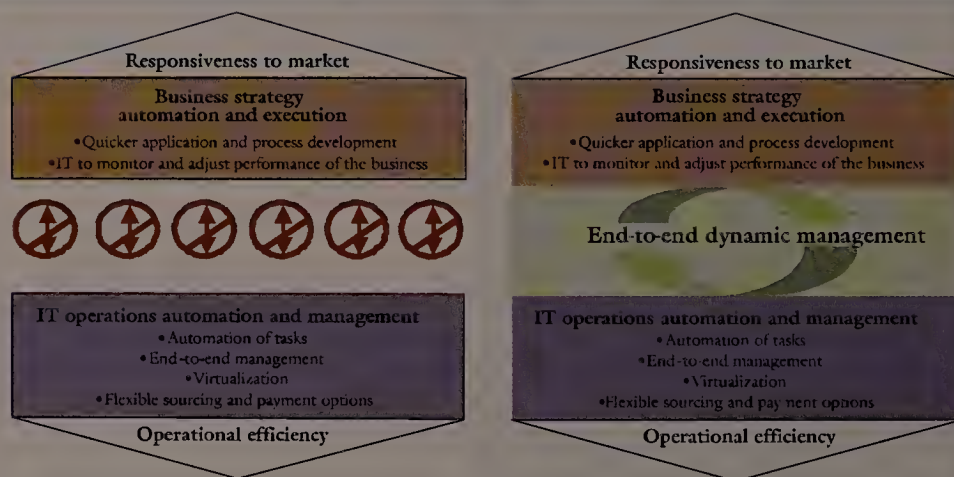 Responsiveness to market
Business strategy
automation and execution
•Quicker application and process development
•IT to monitor and adjust performance of the business
IT operations automation and management
•Automation of tasks
•End-to-end management
•Virtualization
•Flexible sourcing and payment options
Operational efficiency
Responsiveness to market
Business strategy
automation and execution
•Quicker application and process development
•IT to monitor and adjust performance of the business
End-to-end dynamic management
IT operations automation and management
•Automation of tasks
•End-to-end management
•Virtualization
•Flexible sourcing and payment options
Operational efficiency